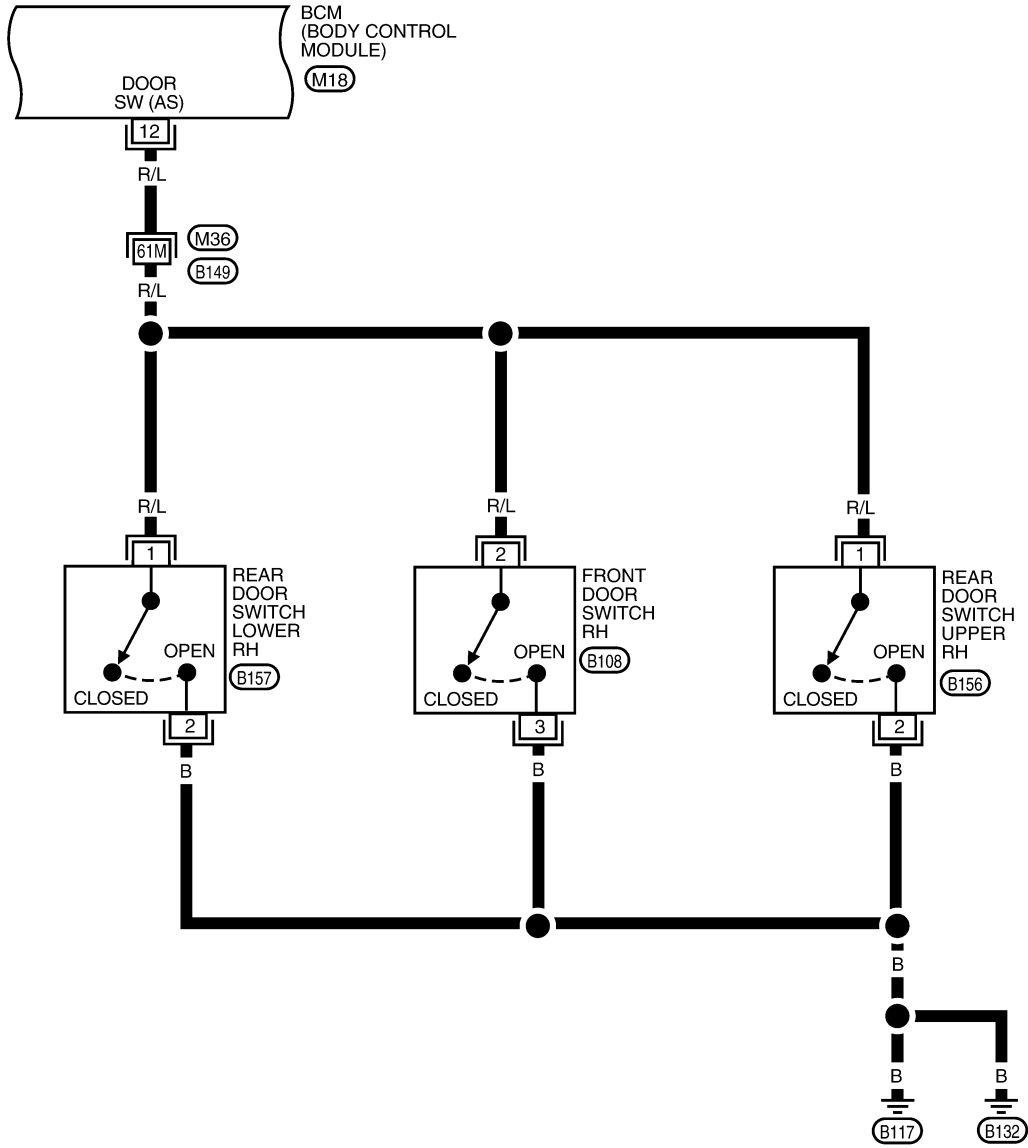 BCM
(BODY CONTROL
MODULE)
M18
DOOR
SW (AS)
12
R/L
61M
M36
B149
R/L
R/L
R/L
R/L
1
2
1
REAR
DOOR
SWITCH
LOWER
RH
B157
OPEN
CLOSED
FRONT
DOOR
SWITCH
RH
B108
OPEN
CLOSED
REAR
DOOR
SWITCH
UPPER
RH
B156
OPEN
CLOSED
2
3
2
B
B
B
B
B
B
B117
B132